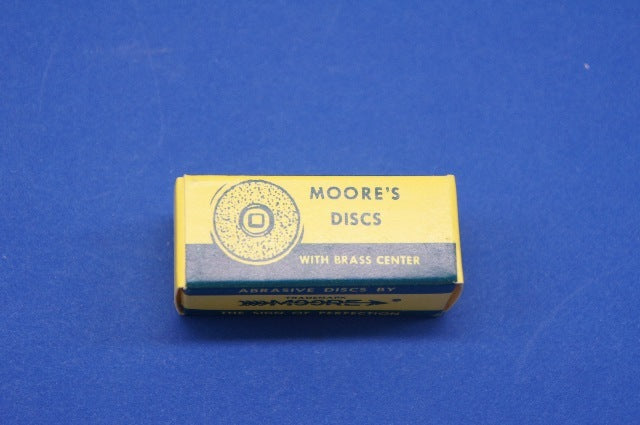 MOORE'S
DISCS
WITH BRASS CENTER
ABRASIVE DISCS BY
TRADEMARK
MOORE
THE SIGN OF PERFECTION